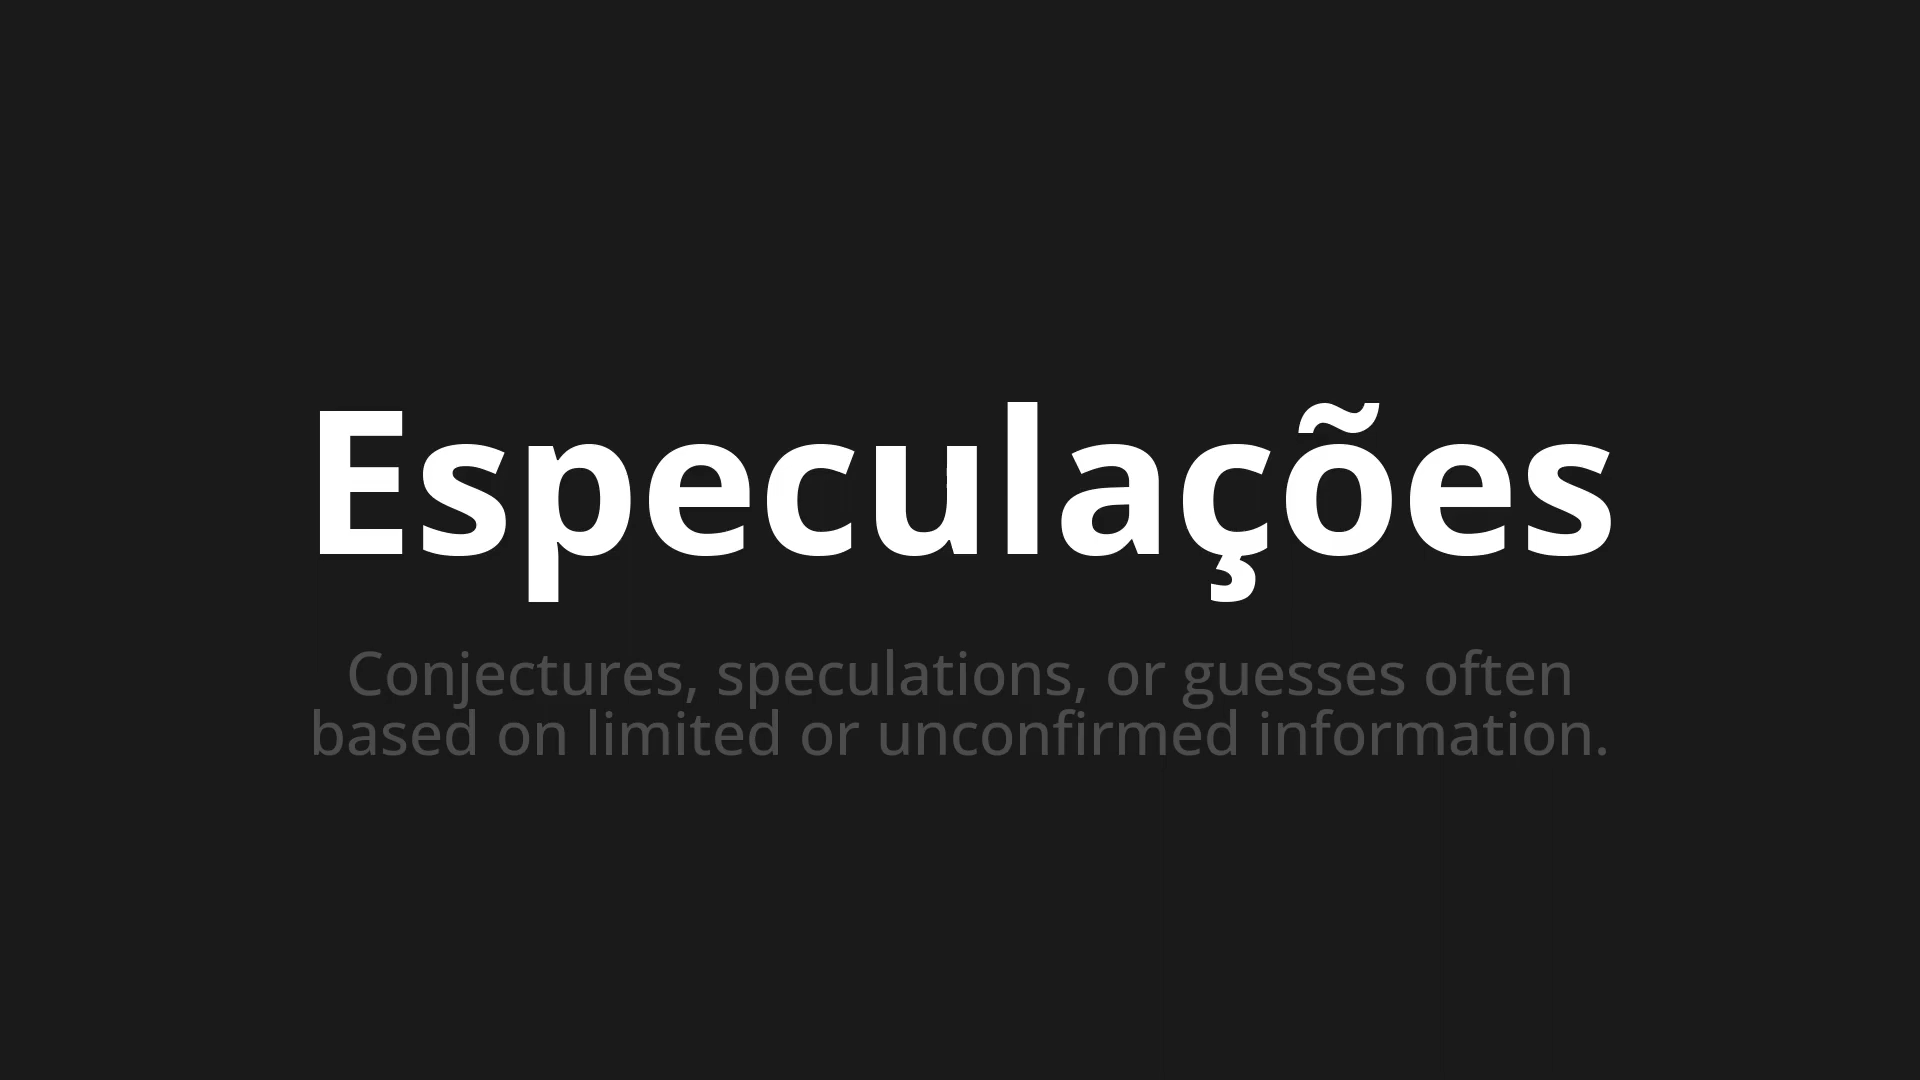 Especulações
Conjectures, speculations, or guesses often
based on limited or unconfirmed information.